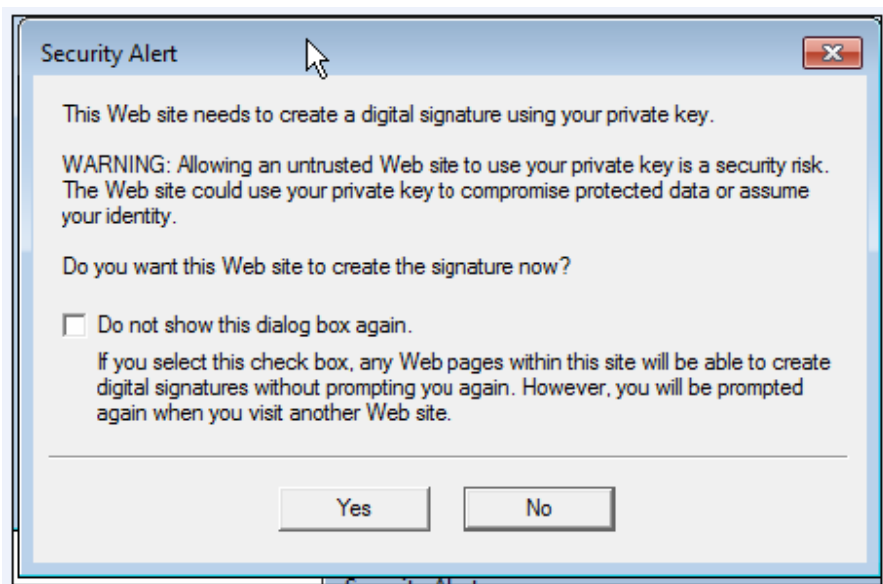 Security Alert
This Web site needs to create a digital signature using your private key.
WARNING: Allowing an untrusted Web site to use your private key is a security risk.
The Web site could use your private key to compromise protected data or assume
your identity.
Do you want this Web site to create the signature now?
Do not show this dialog box again.
If you select this check box, any Web pages within this site will be able to create
digital signatures without prompting you again. However, you will be prompted
again when you visit another Web site.
Yes
No
Security Alert